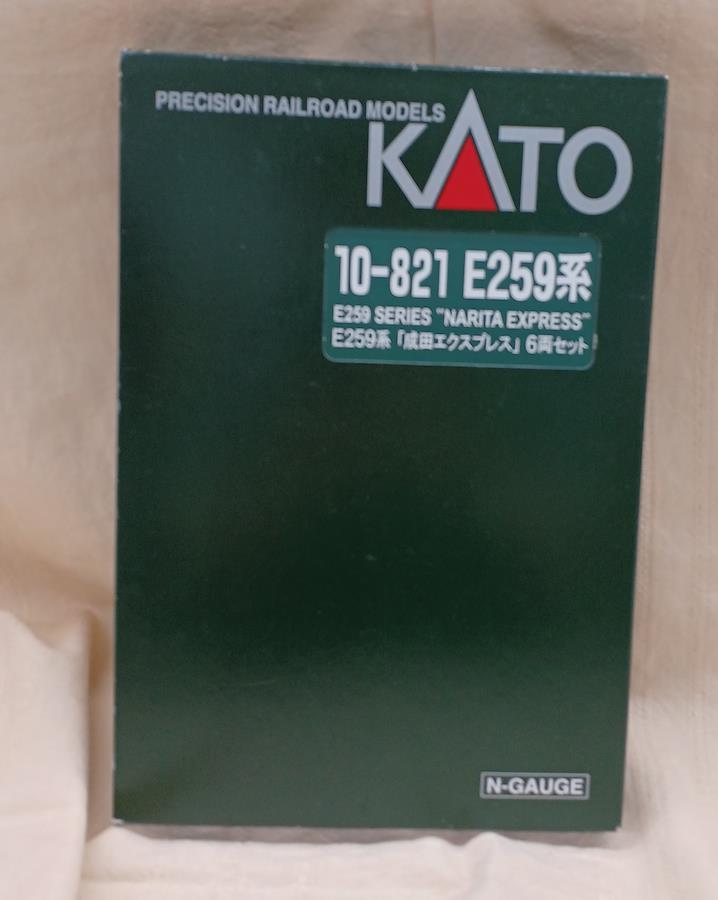 PRECISION RAILROAD MODELS
KATO
10-821 E259系
E259 SERIES "NARITA EXPRESS"
E259系「成田エクスプレス」6両セット
N-GAUGE